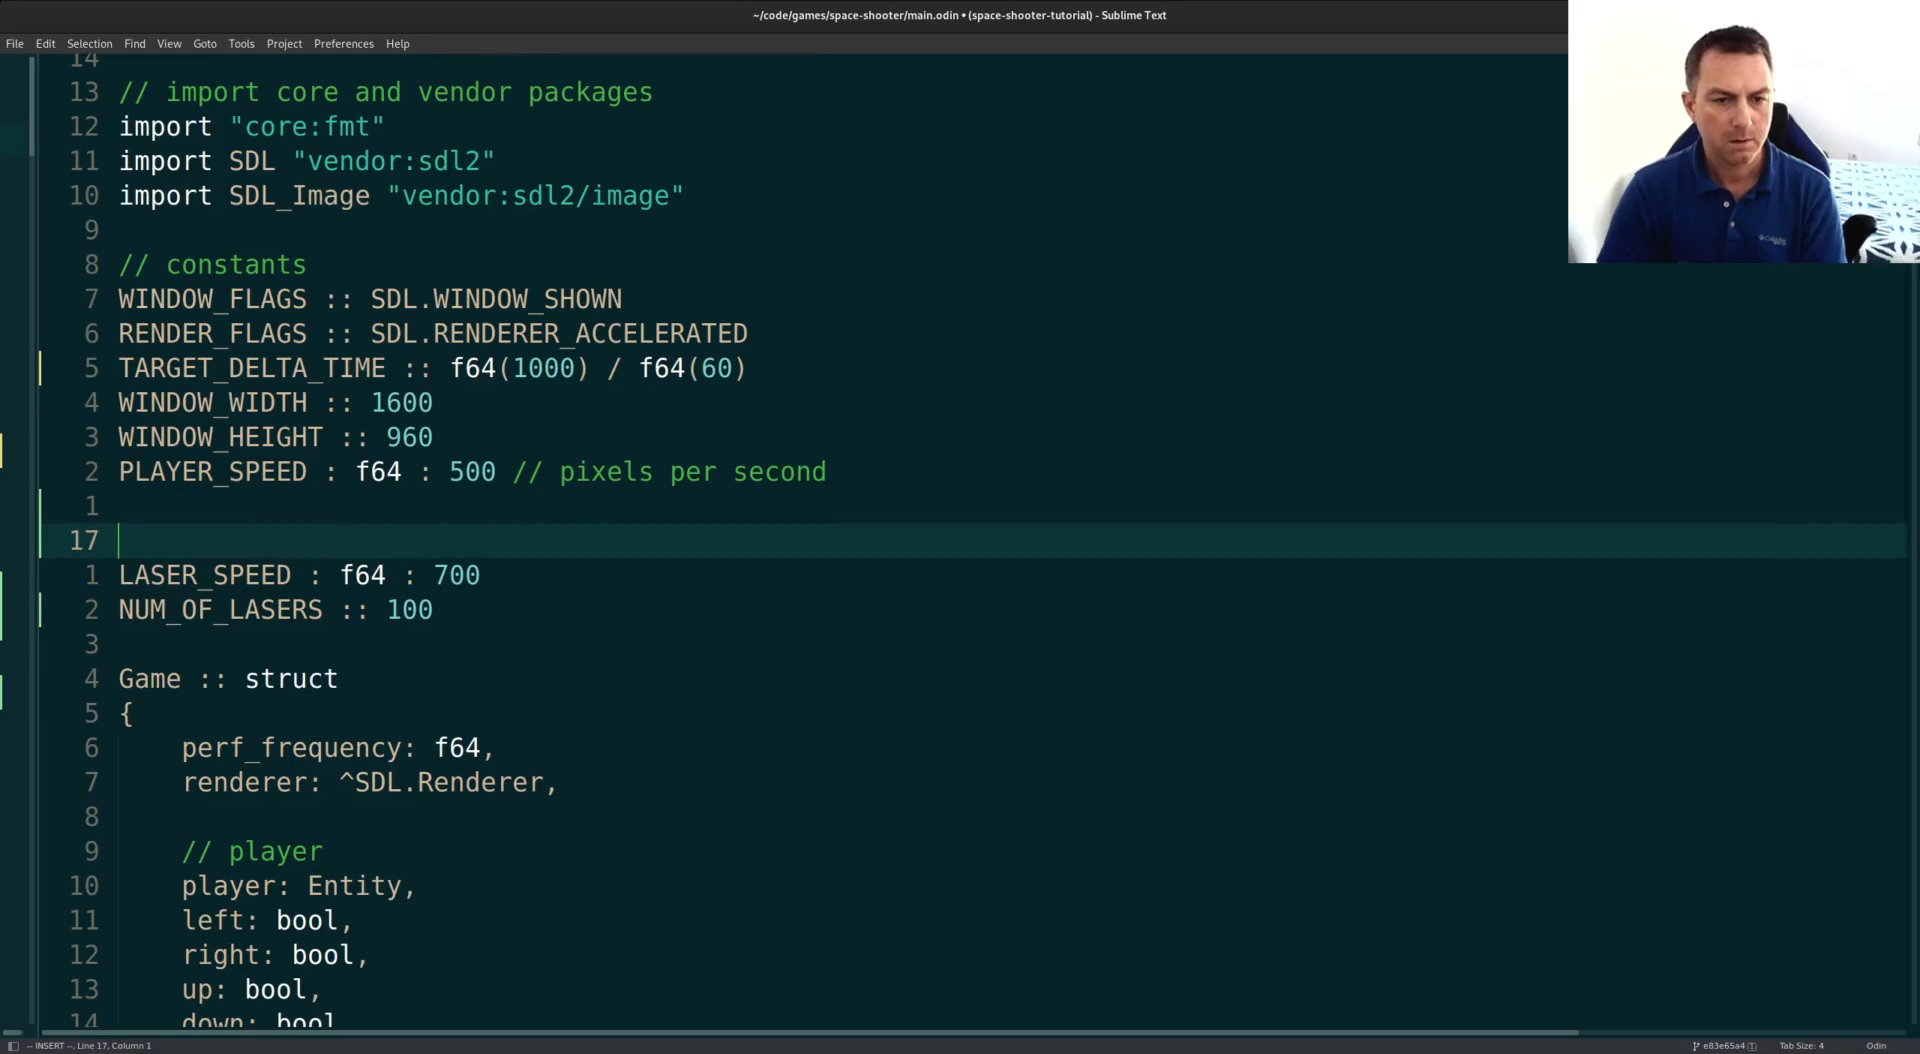 ~/code/games/space-shooter/main.odin • (space-shooter-tutorial) - Sublime Text
File Edit Selection Find View Goto Tools Project Preferences Help
14
13 // import core and vendor packages
12 import "core:fmt"
11 import SDL "vendor:sdl2"
10 import SDL_Image "vendor:sdl2/image"
9
8 // constants
7 WINDOW_FLAGS :: SDL.WINDOW_SHOWN
6 RENDER_FLAGS :: SDL.RENDERER_ACCELERATED
5 TARGET_DELTA_TIME :: f64(1000) / f64(60)
4 WINDOW_WIDTH :: 1600
3 WINDOW_HEIGHT :: 960
2 PLAYER_SPEED : f64 : 500 // pixels per second
1
17
1 LASER_SPEED : f64 : 700
2 NUM_OF_LASERS :: 100
3
4 Game :: struct
5 {
6 perf_frequency: f64,
7 renderer: ^SDL.Renderer,
8
9 // player
10 player: Entity,
11 left: bool,
12 right: bool,
13 up: bool,
14 down: bool
-- INSERT --, Line 17, Column 1
e83e65a4 (1) Tab Size: 4 Odin